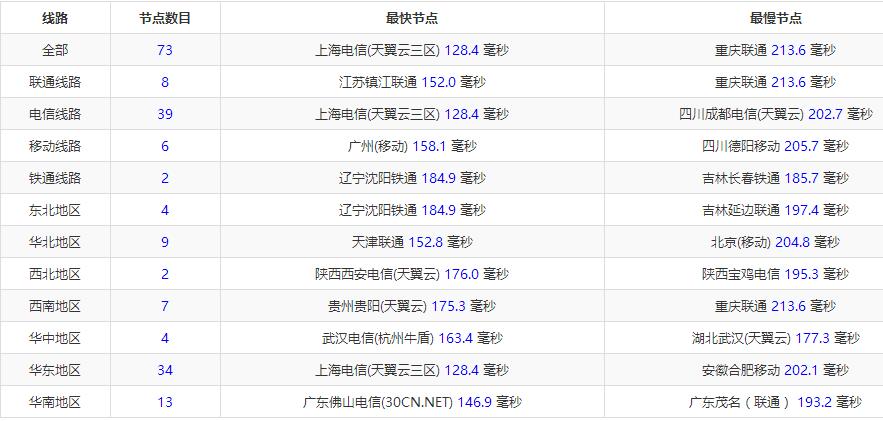 线路 节点数目 最快节点 最慢节点
全部 73 上海电信(天翼云三区) 128.4 毫秒 重庆联通 213.6 毫秒
联通线路 8 江苏镇江联通 152.0 毫秒 重庆联通 213.6 毫秒
电信线路 39 上海电信(天翼云三区) 128.4 毫秒 四川成都电信(天翼云) 202.7 毫秒
移动线路 6 广州(移动) 158.1 毫秒 四川德阳移动 205.7 毫秒
铁通线路 2 辽宁沈阳铁通 184.9 毫秒 吉林长春铁通 185.7 毫秒
东北地区 4 辽宁沈阳铁通 184.9 毫秒 吉林延边联通 197.4 毫秒
华北地区 9 天津联通 152.8 毫秒 北京(移动) 204.8 毫秒
西北地区 2 陕西西安电信(天翼云) 176.0 毫秒 陕西宝鸡电信 195.3 毫秒
西南地区 7 贵州贵阳(天翼云) 175.3 毫秒 重庆联通 213.6 毫秒
华中地区 4 武汉电信(杭州牛盾) 163.4 毫秒 湖北武汉(天翼云) 177.3 毫秒
华东地区 34 上海电信(天翼云三区) 128.4 毫秒 安徽合肥移动 202.1 毫秒
华南地区 13 广东佛山电信(30CN.NET) 146.9 毫秒 广东茂名（联通） 193.2 毫秒